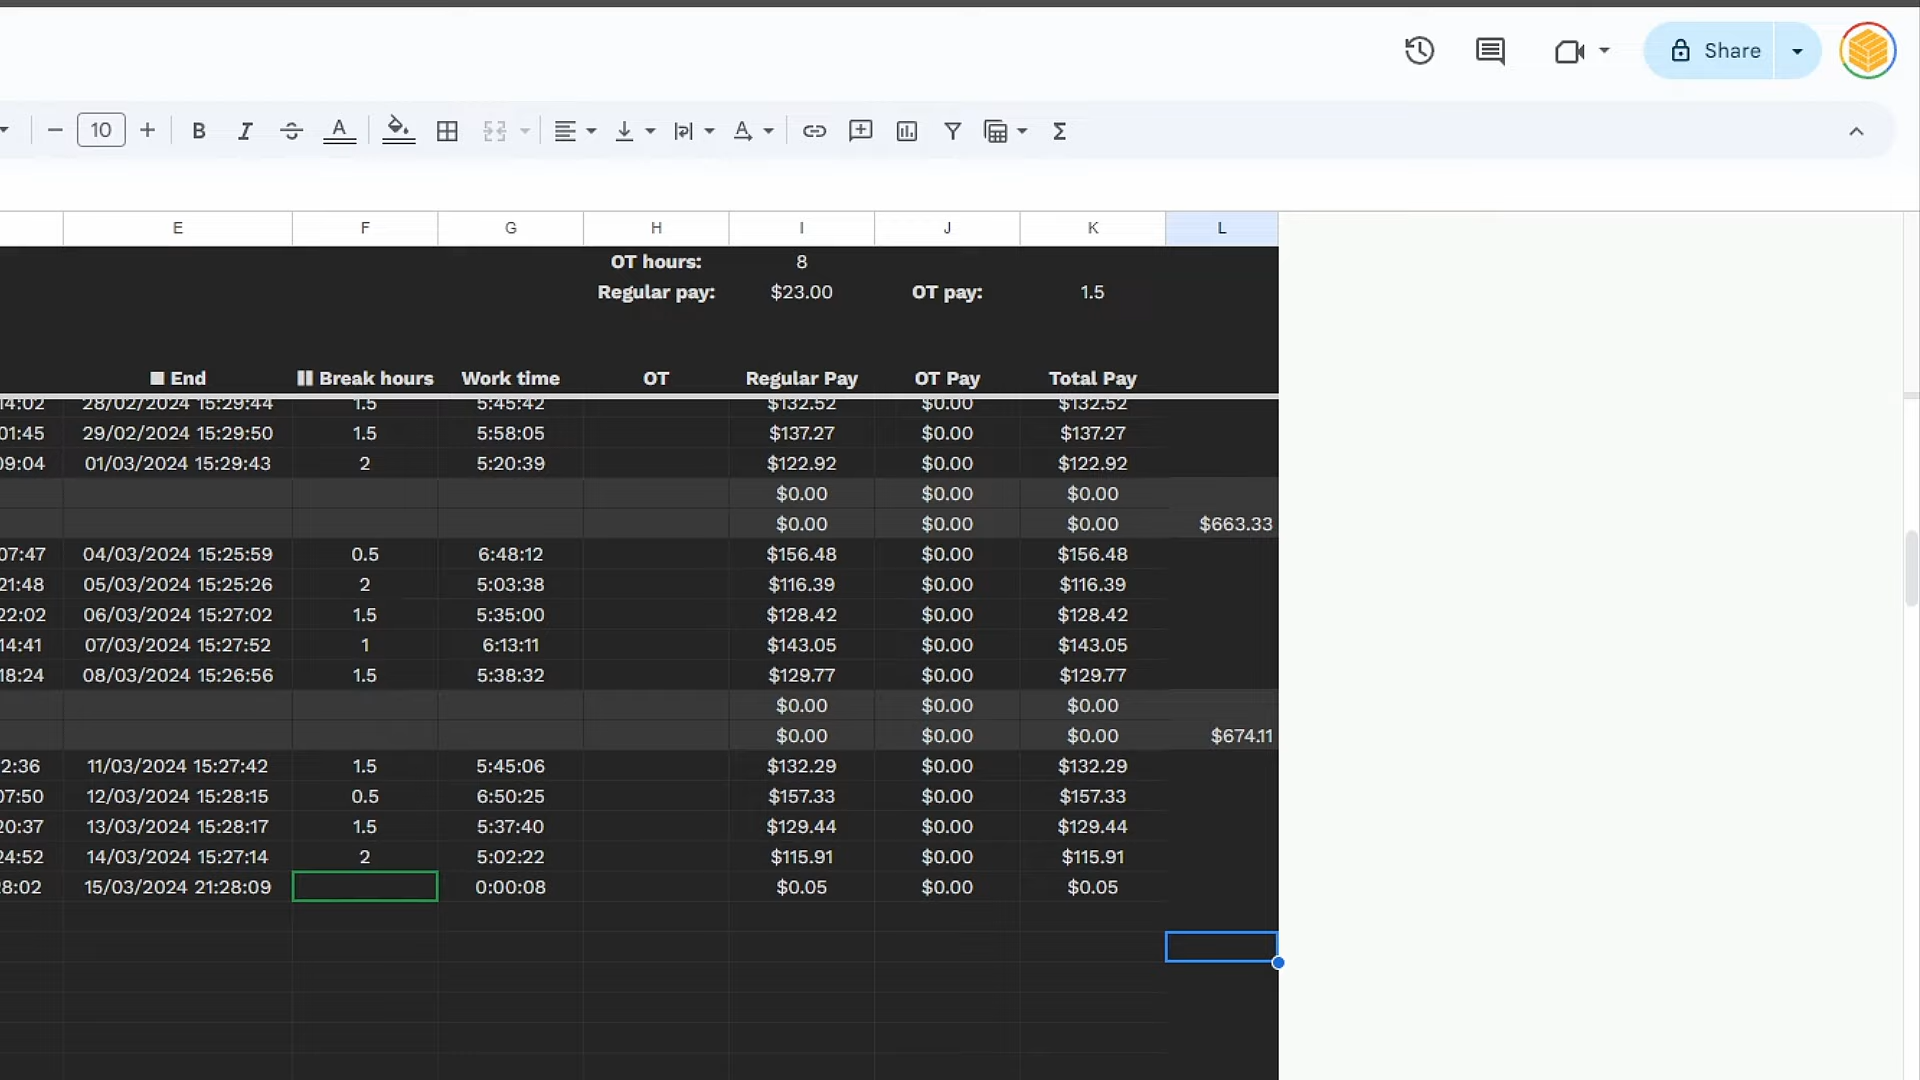 Share
10
E F G H I J K L
OT hours: 8
Regular pay: $23.00 OT pay: 1.5
End Break hours Work time OT Regular Pay OT Pay Total Pay
14:02 28/02/2024 15:29:44 1.5 5:45:42 $132.52 $0.00 $132.52
01:45 29/02/2024 15:29:50 1.5 5:58:05 $137.27 $0.00 $137.27
09:04 01/03/2024 15:29:43 2 5:20:39 $122.92 $0.00 $122.92
$0.00 $0.00 $0.00
$0.00 $0.00 $0.00 $663.33
07:47 04/03/2024 15:25:59 0.5 6:48:12 $156.48 $0.00 $156.48
21:48 05/03/2024 15:25:26 2 5:03:38 $116.39 $0.00 $116.39
22:02 06/03/2024 15:27:02 1.5 5:35:00 $128.42 $0.00 $128.42
14:41 07/03/2024 15:27:52 1 6:13:11 $143.05 $0.00 $143.05
18:24 08/03/2024 15:26:56 1.5 5:38:32 $129.77 $0.00 $129.77
$0.00 $0.00 $0.00
$0.00 $0.00 $0.00 $674.11
2:36 11/03/2024 15:27:42 1.5 5:45:06 $132.29 $0.00 $132.29
07:50 12/03/2024 15:28:15 0.5 6:50:25 $157.33 $0.00 $157.33
20:37 13/03/2024 15:28:17 1.5 5:37:40 $129.44 $0.00 $129.44
24:52 14/03/2024 15:27:14 2 5:02:22 $115.91 $0.00 $115.91
8:02 15/03/2024 21:28:09 0:00:08 $0.05 $0.00 $0.05